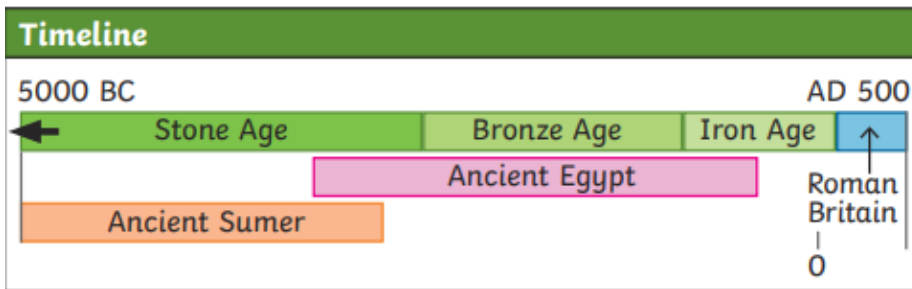 Timeline
5000 BC
AD 500
Stone Age
Bronze Age
Iron Age
Ancient Egypt
Roman
Britain
Ancient Sumer
0